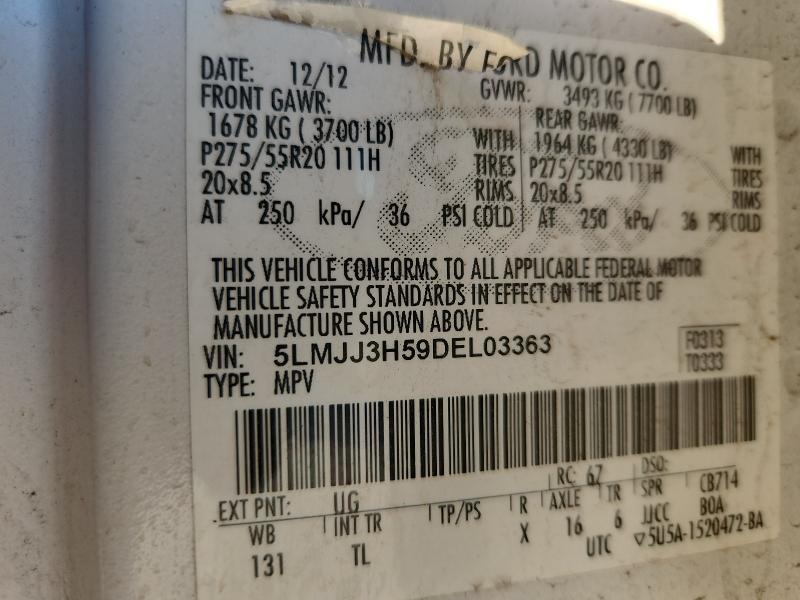 MFD. BY FORD MOTOR CO.
DATE: 12/12 GVWR: 3493 KG (7700 LB)
FRONT GAWR: REAR GAWR:
1678 KG (3700 LB) WITH 1964 KG (4330 LB) WITH
P275/55R20 111H TIRES P275/55R20 111H TIRES
20x8.5 RIMS 20x8.5 RIMS
AT 250 kPa/ 36 PSI COLD AT 250 kPa/ 36 PSI COLD
THIS VEHICLE CONFORMS TO ALL APPLICABLE FEDERAL MOTOR
VEHICLE SAFETY STANDARDS IN EFFECT ON THE DATE OF
MANUFACTURE SHOWN ABOVE.
VIN: 5LMJJ3H59DEL03363 F0313
TYPE: MPV T0333
EXT PNT: UG RC: 67 DSO:
WB INT TR TP/PS R AXLE TR SPR CB714
131 TL X 16 6 JJCC BOA
UTC ▽5U5A-1520472-BA